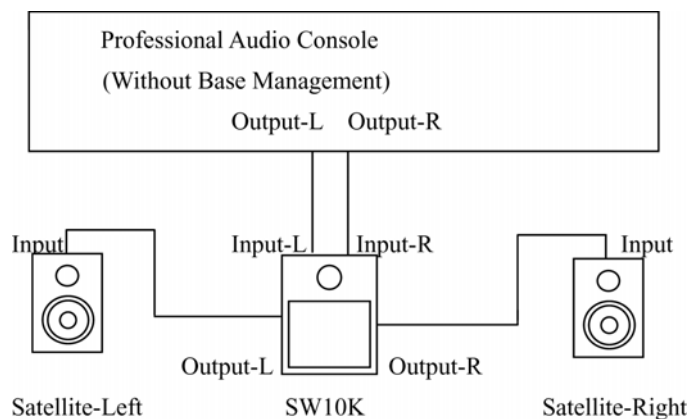 Professional Audio Console
(Without Base Management)
Output-L Output-R
Input Input-L Input-R Input
Output-L Output-R
Satellite-Left SW10K Satellite-Right